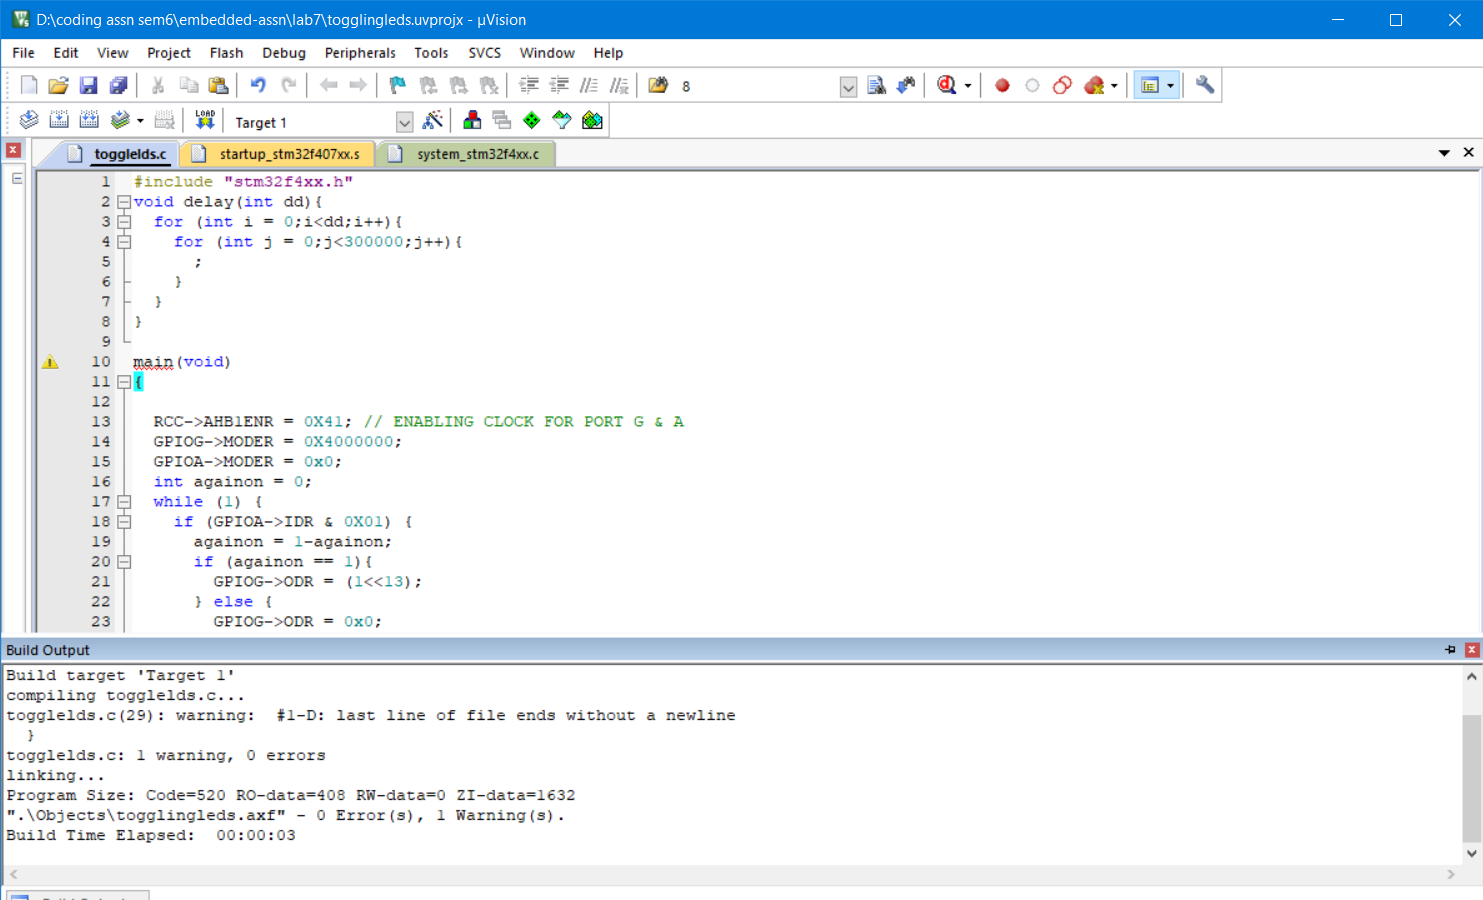 D:\coding assn sem6\embedded-assn\lab7\togglingleds.uvprojx - µVision
File Edit View Project Flash Debug Peripherals Tools SVCS Window Help
8
LOAD
Target 1
togglelds.c startup_stm32f407xx.s system_stm32f4xx.c
1 #include "stm32f4xx.h"
2 void delay(int dd){
3 for (int i = 0;i<dd;i++){
4 for (int j = 0;j<300000;j++){
5 ;
6 }
7 }
8 }
9
10 main(void)
11 {
12
13 RCC->AHB1ENR = 0X41; // ENABLING CLOCK FOR PORT G & A
14 GPIOG->MODER = 0X4000000;
15 GPIOA->MODER = 0x0;
16 int againon = 0;
17 while (1) {
18 if (GPIOA->IDR & 0X01) {
19 againon = 1-againon;
20 if (againon == 1){
21 GPIOG->ODR = (1<<13);
22 } else {
23 GPIOG->ODR = 0x0;
Build Output
Build target 'Target 1'
compiling togglelds.c...
togglelds.c(29): warning: #1-D: last line of file ends without a newline
}
togglelds.c: 1 warning, 0 errors
linking...
Program Size: Code=520 RO-data=408 RW-data=0 ZI-data=1632
".\Objects\togglingleds.axf" - 0 Error(s), 1 Warning(s).
Build Time Elapsed: 00:00:03